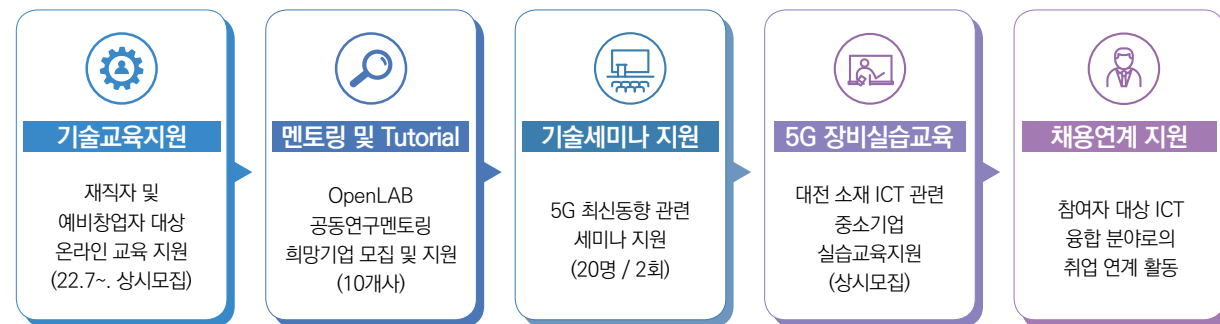 기술교육지원
재직자 및
예비창업자 대상
온라인 교육 지원
(22.7~. 상시모집)
멘토링 및 Tutorial
OpenLAB
공동연구멘토링
희망기업 모집 및 지원
(10개사)
기술세미나 지원
5G 최신동향 관련
세미나 지원
(20명 / 2회)
5G 장비실습교육
대전 소재 ICT 관련
중소기업
실습교육지원
(상시모집)
채용연계 지원
참여자 대상 ICT
융합 분야로의
취업 연계 활동